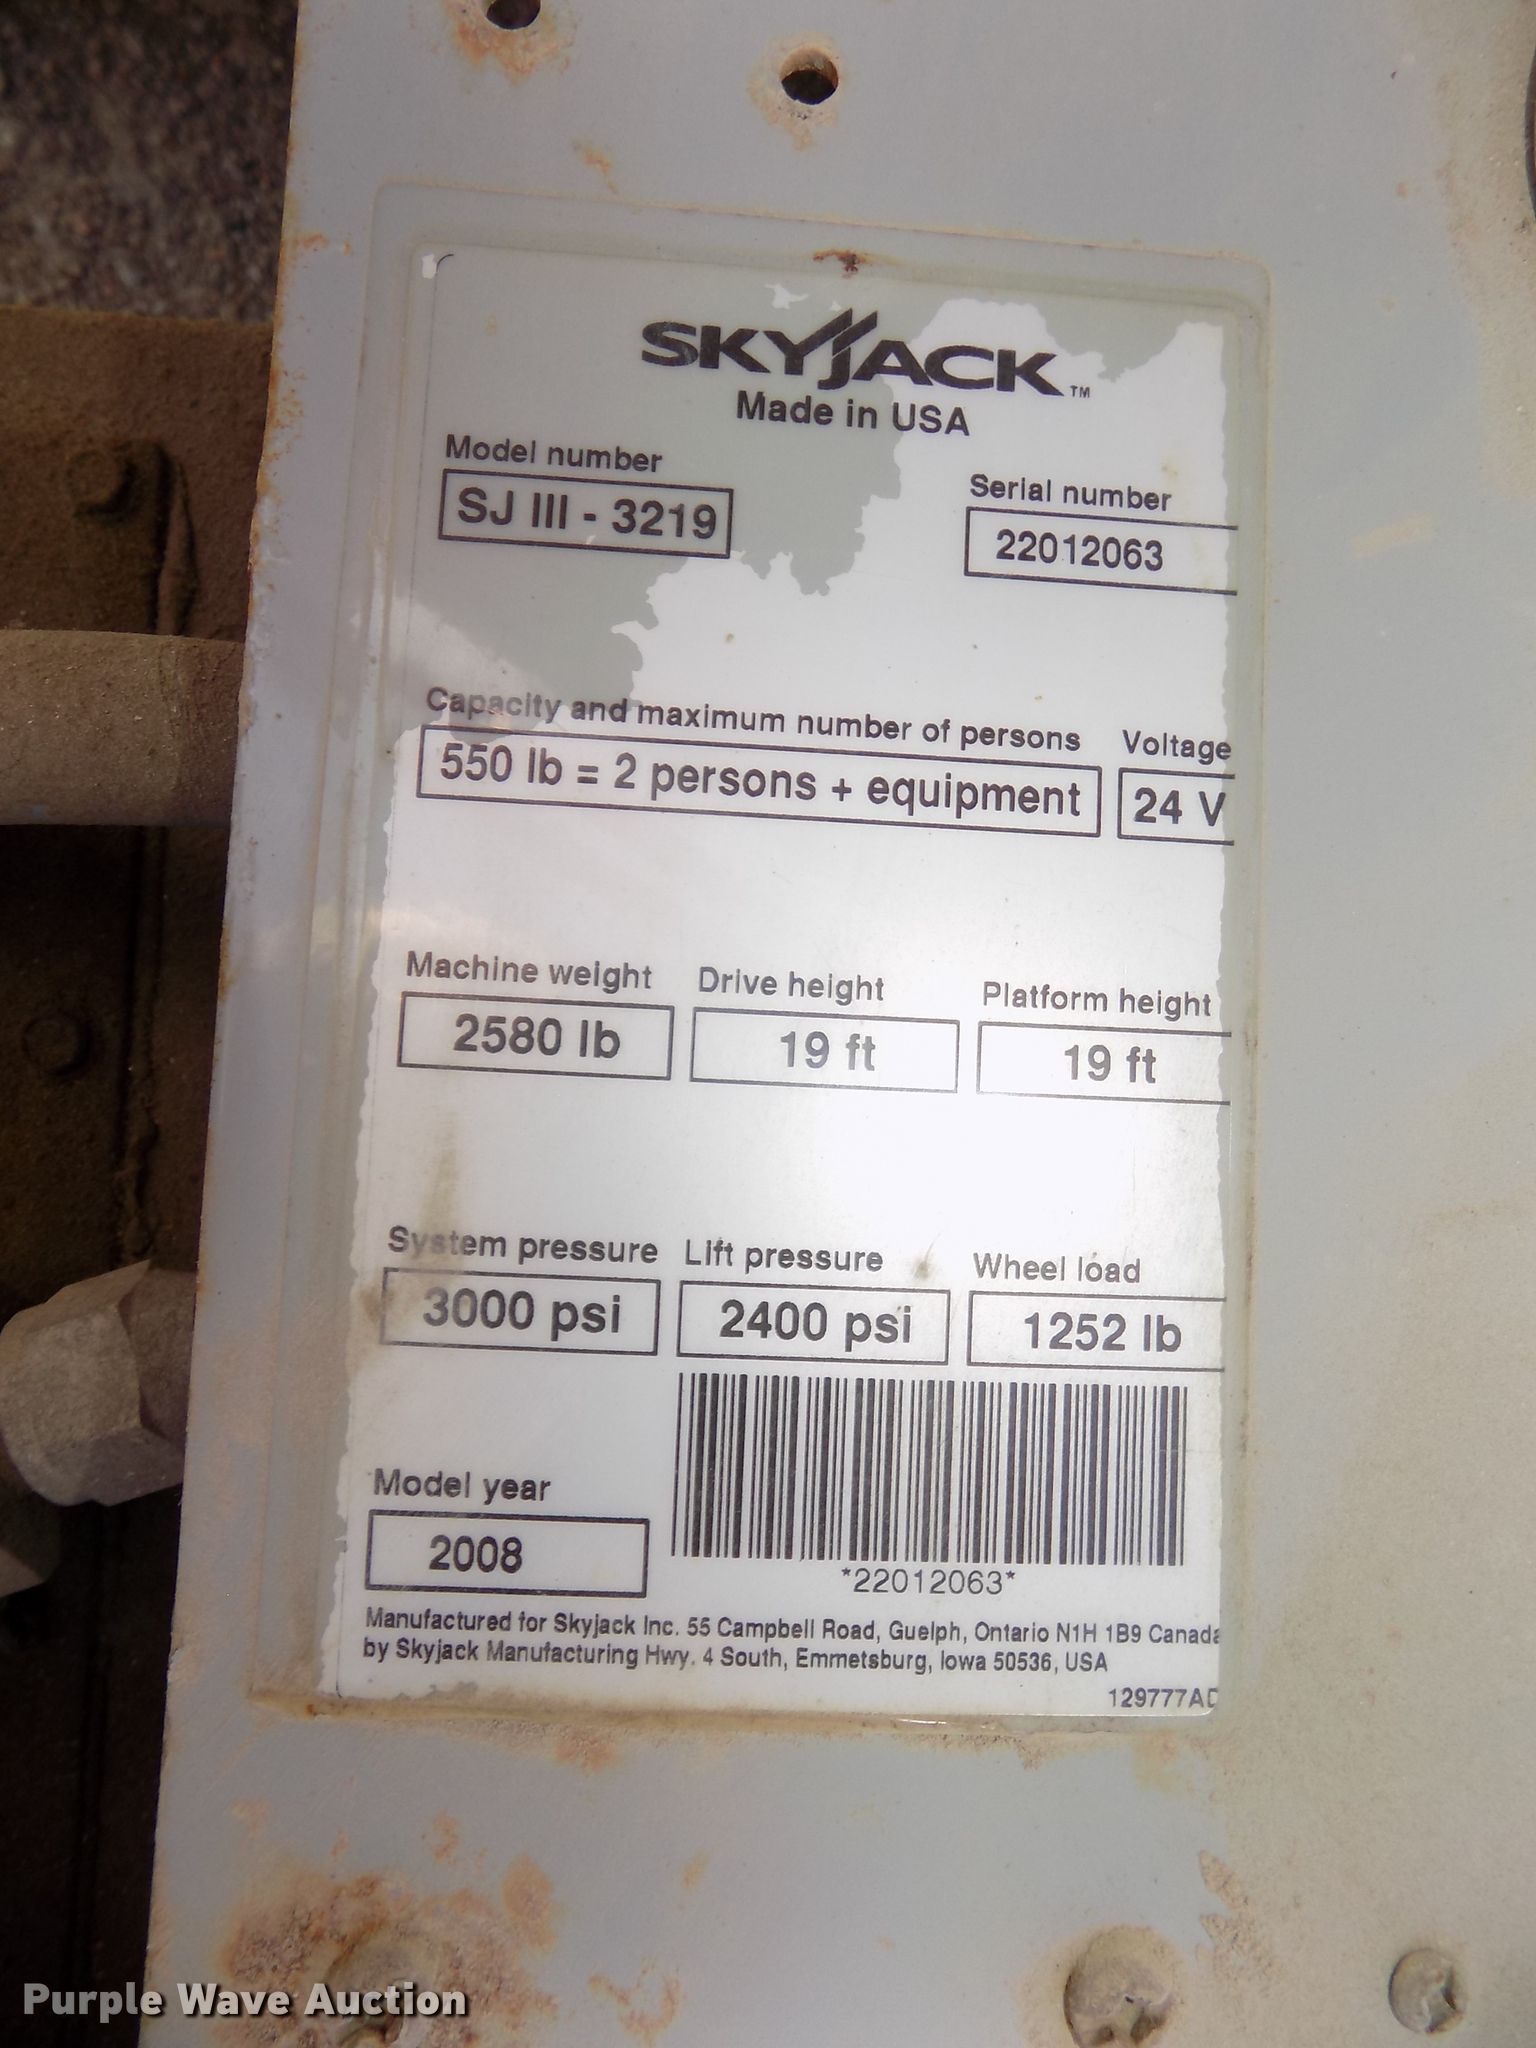 SKYJACK™
Made in USA
Model number
SJ III - 3219
Serial number
22012063
Capacity and maximum number of persons
550 lb = 2 persons + equipment
Voltage
24 V
Machine weight
2580 lb
Drive height
19 ft
Platform height
19 ft
System pressure
3000 psi
Lift pressure
2400 psi
Wheel load
1252 lb
Model year
2008
*22012063*
Manufactured for Skyjack Inc. 55 Campbell Road, Guelph, Ontario N1H 1B9 Canada
by Skyjack Manufacturing Hwy. 4 South, Emmetsburg, Iowa 50536, USA
Purple Wave Auction